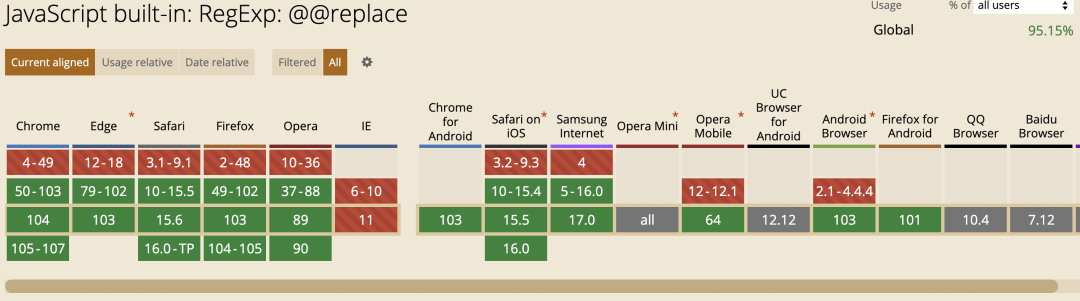 JavaScript built-in: RegExp: @@replace
Usage % of all users
Global 95.15%
Current aligned Usage relative Date relative Filtered All
Chrome Edge * Safari Firefox Opera IE Chrome for Android Safari on iOS * Samsung Internet Opera Mini * Opera Mobile * UC Browser for Android Android Browser * Firefox for Android QQ Browser Baidu Browser
4-49 12-18 3.1-9.1 2-48 10-36 3.2-9.3 4
50-103 79-102 10-15.5 49-102 37-88 6-10 10-15.4 5-16.0 12-12.1 2.1-4.4.4
104 103 15.6 103 89 11 103 15.5 17.0 all 64 12.12 103 101 10.4 7.12
105-107 16.0-TP 104-105 90 16.0